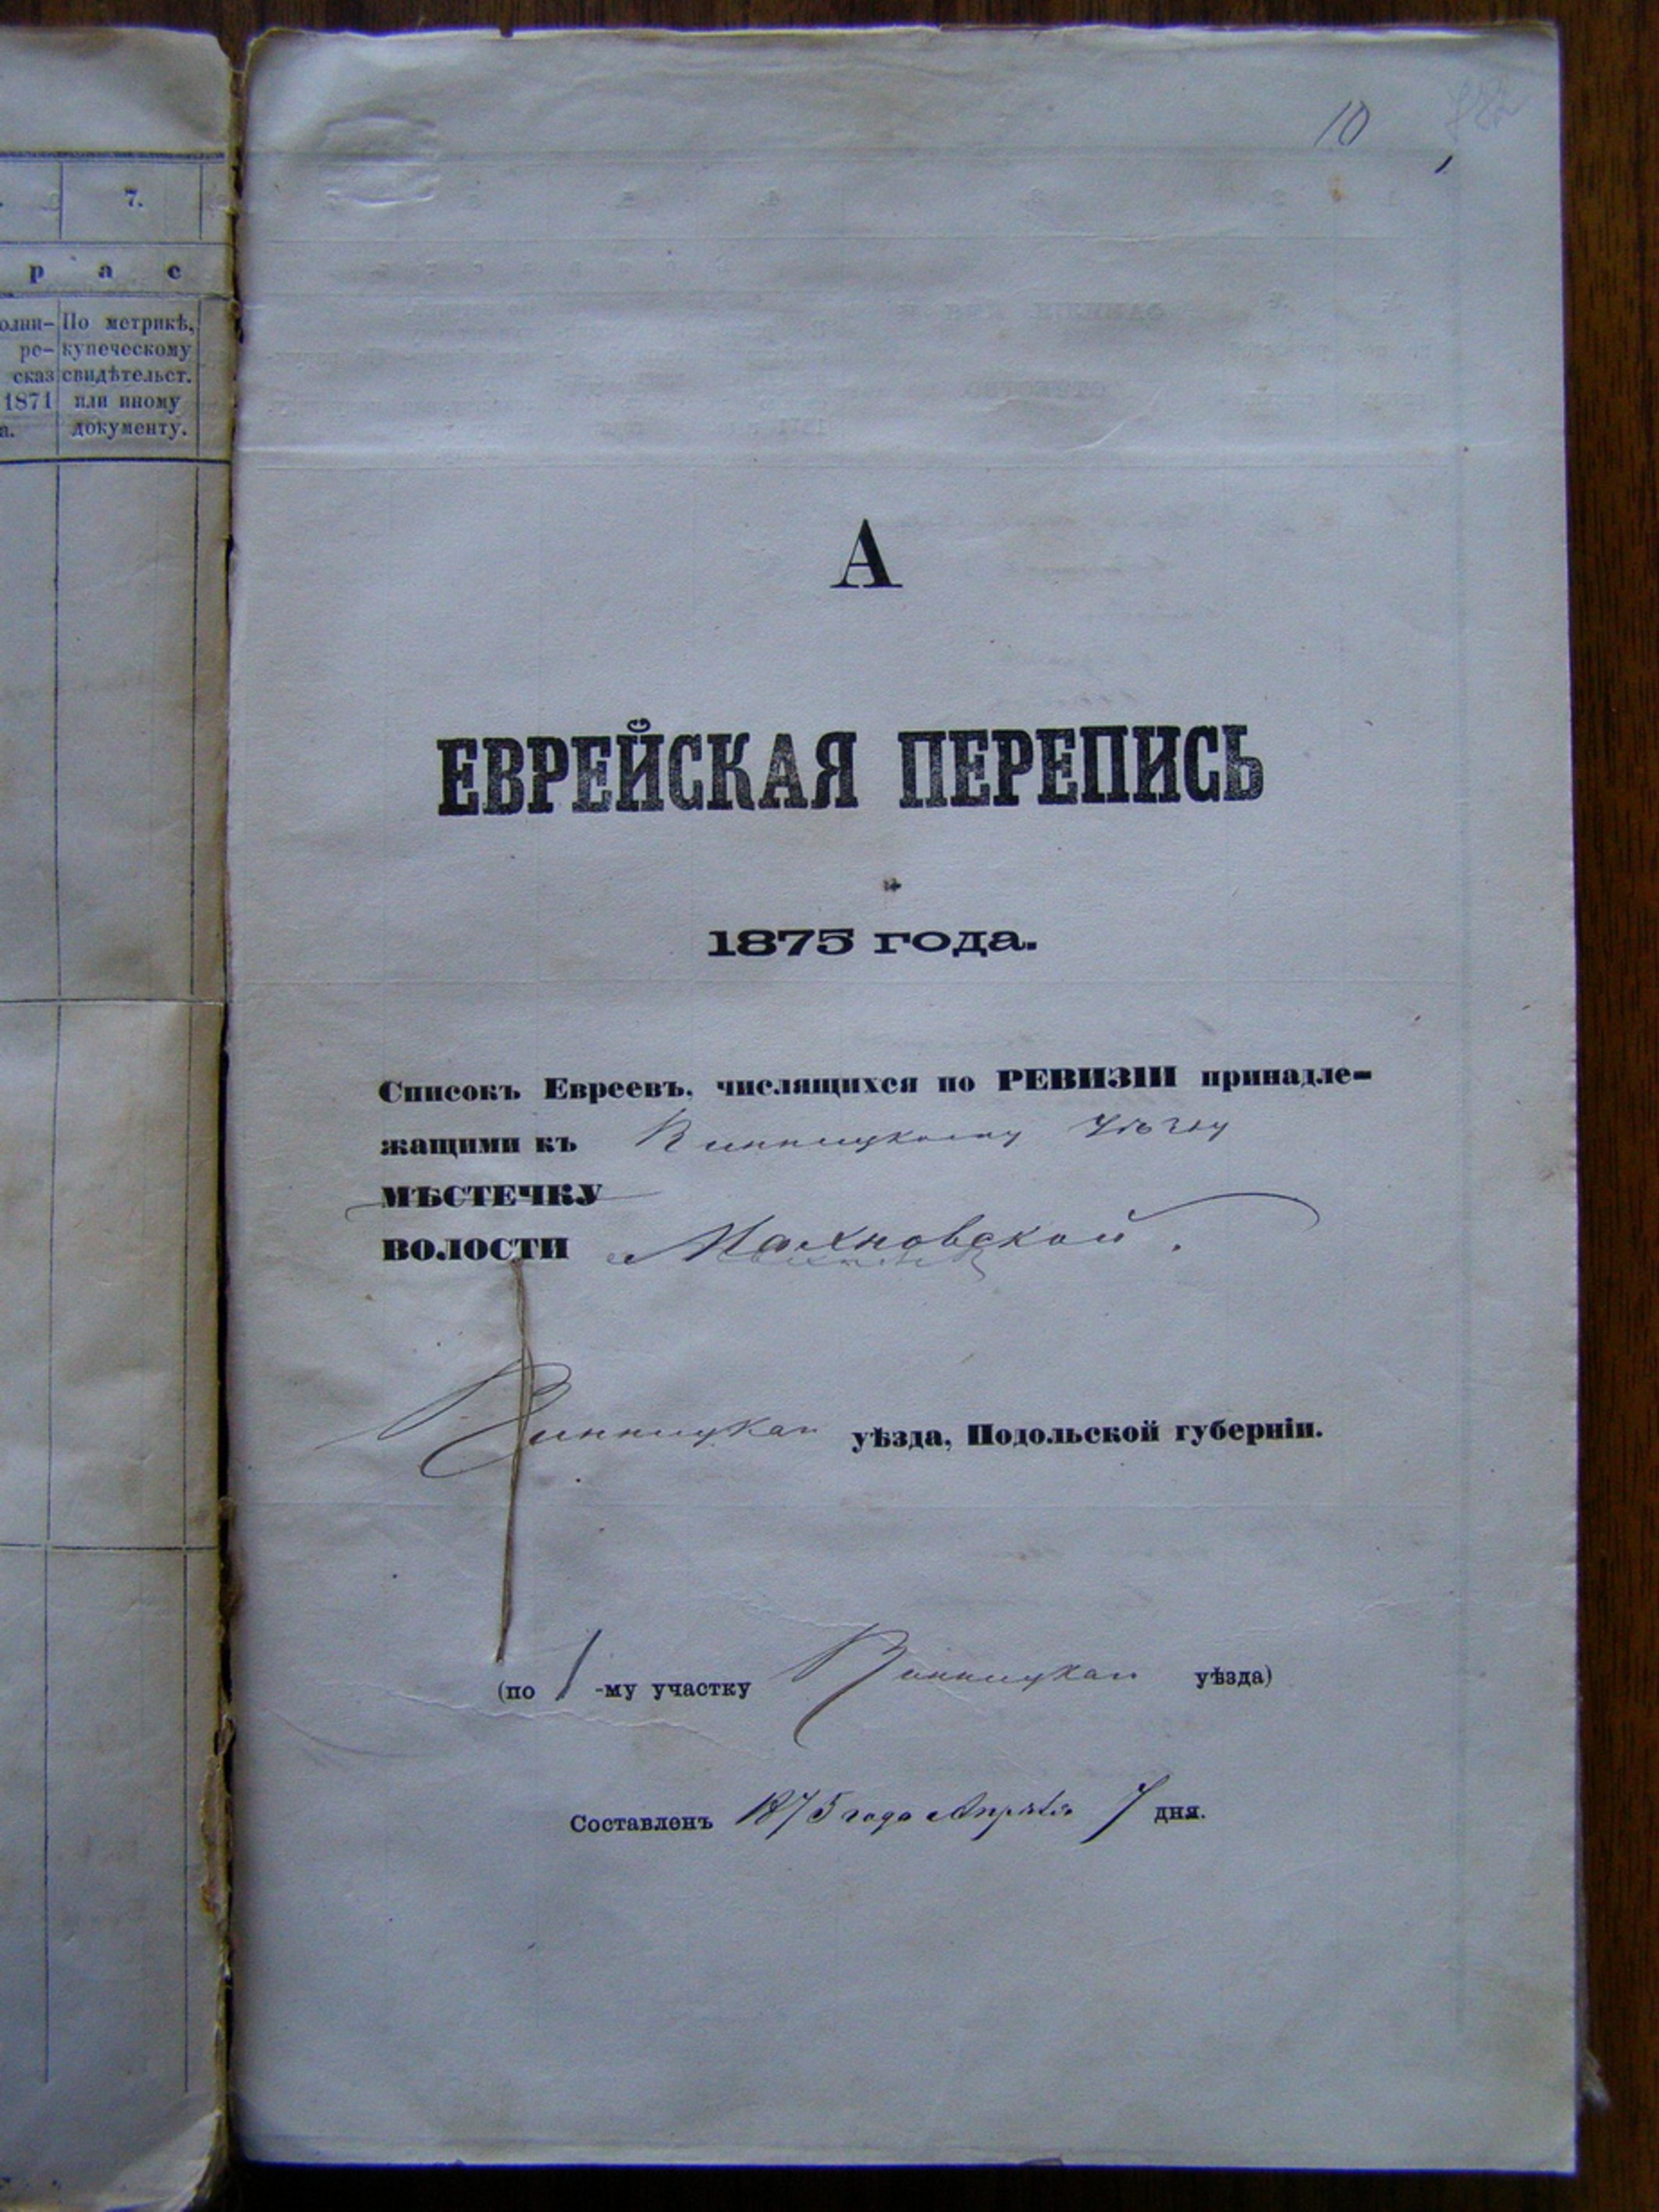 7.
р а с
олни- По метрикѣ,
ре- купеческому
сказ свидѣтельст.
1871 или иному
а. документу.
10
А
ЕВРЕЙСКАЯ ПЕРЕПИСЬ
1875 года.
Списокъ Евреевъ, числящихся по РЕВИЗІИ принадле-
жащими къ Винницкому уѣзду
МѢСТЕЧКУ
ВОЛОСТИ Махновской.
Винницкаго уѣзда, Подольской губерніи.
(по 1-му участку Винницкаго уѣзда)
Составленъ 1875 года Апрѣля 7 дня.